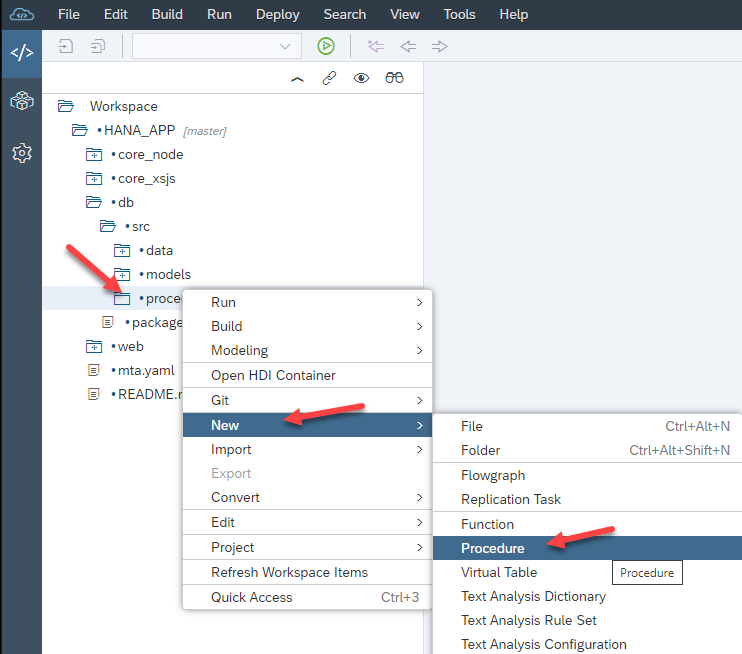 File Edit Build Run Deploy Search View Tools Help
</>
Workspace
•HANA_APP [master]
•core_node
•core_xsjs
•db
•src
•data
•models
•proce
•package
•web
•mta.yaml
•README.r
Run
Build
Modeling
Open HDI Container
Git
New
Import
Export
Convert
Edit
Project
Refresh Workspace Items
Quick Access Ctrl+3
File Ctrl+Alt+N
Folder Ctrl+Alt+Shift+N
Flowgraph
Replication Task
Function
Procedure
Virtual Table
Procedure
Text Analysis Dictionary
Text Analysis Rule Set
Text Analysis Configuration